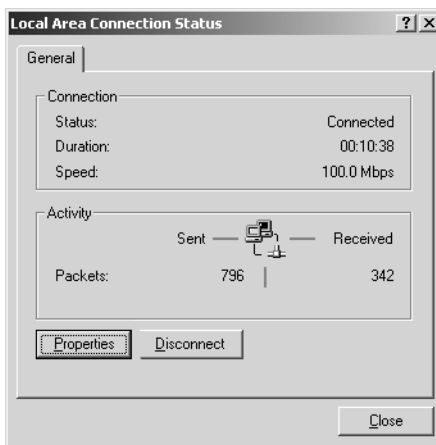 Local Area Connection Status
General
Connection
Status: Connected
Duration: 00:10:38
Speed: 100.0 Mbps
Activity
Sent Received
Packets: 796 342
Properties Disconnect
Close